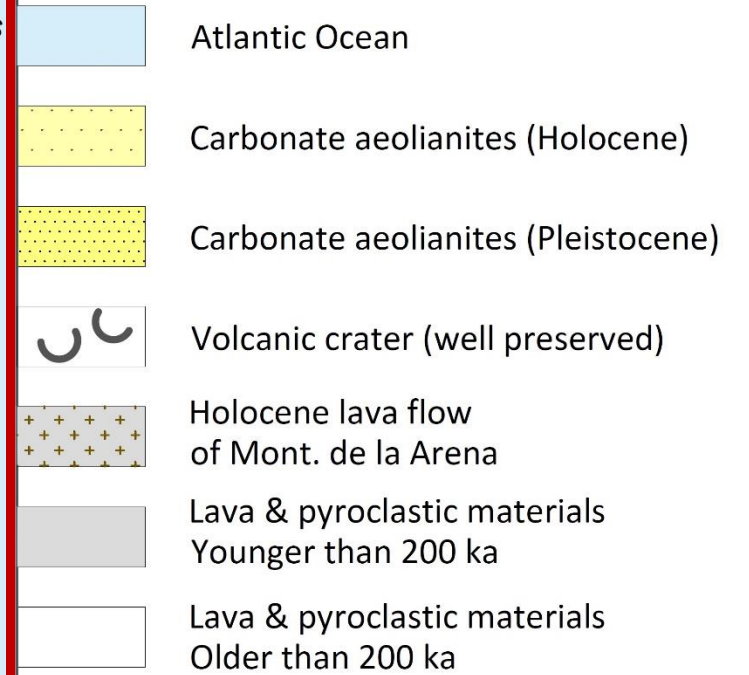 Atlantic Ocean
Carbonate aeolianites (Holocene)
Carbonate aeolianites (Pleistocene)
Volcanic crater (well preserved)
Holocene lava flow
of Mont. de la Arena
Lava & pyroclastic materials
Younger than 200 ka
Lava & pyroclastic materials
Older than 200 ka